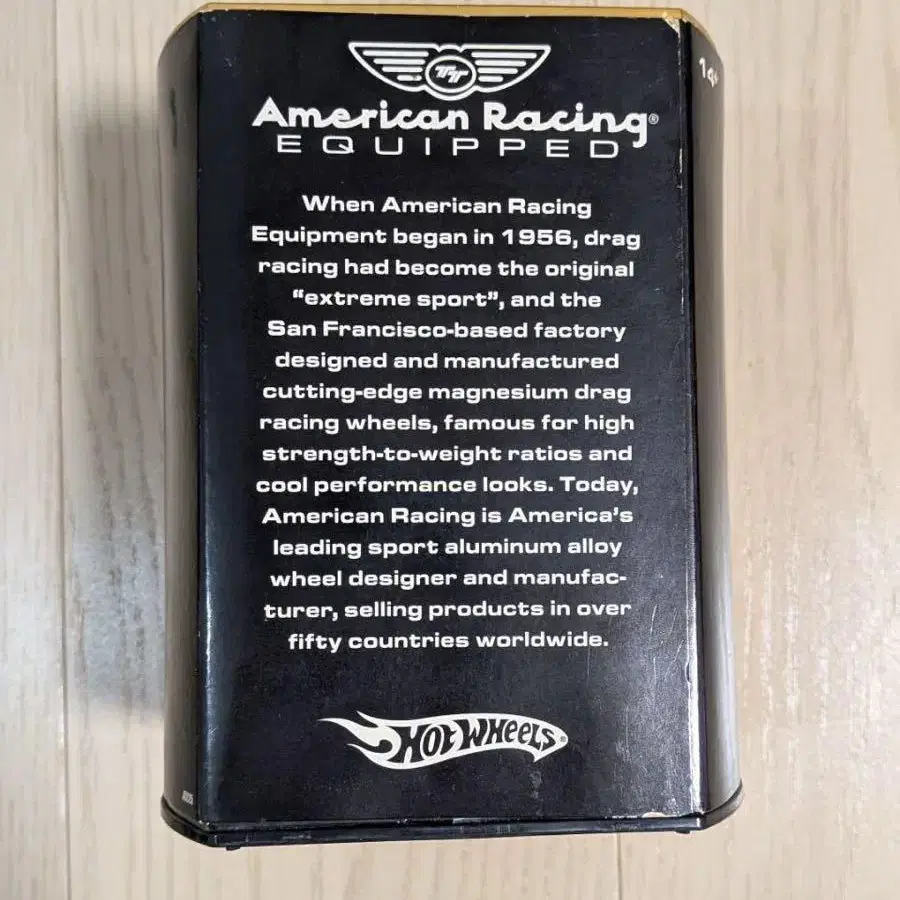 14+
TT
American Racing®
EQUIPPED
When American Racing
Equipment began in 1956, drag
racing had become the original
“extreme sport”, and the
San Francisco-based factory
designed and manufactured
cutting-edge magnesium drag
racing wheels, famous for high
strength-to-weight ratios and
cool performance looks. Today,
American Racing is America's
leading sport aluminum alloy
wheel designer and manufac-
turer, selling products in over
fifty countries worldwide.
HOT WHEELS®